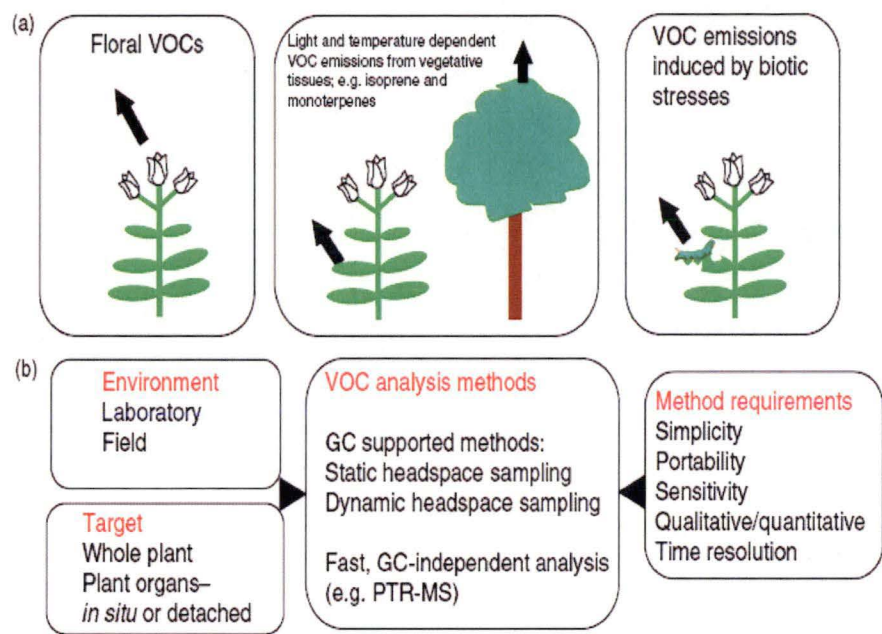 (a)
Floral VOCs
Light and temperature dependent
VOC emissions from vegetative
tissues; e.g. isoprene and
monoterpenes
VOC emissions
induced by biotic
stresses
(b)
Environment
Laboratory
Field
Target
Whole plant
Plant organs–
in situ or detached
VOC analysis methods
GC supported methods:
Static headspace sampling
Dynamic headspace sampling
Fast, GC-independent analysis
(e.g. PTR-MS)
Method requirements
Simplicity
Portability
Sensitivity
Qualitative/quantitative
Time resolution